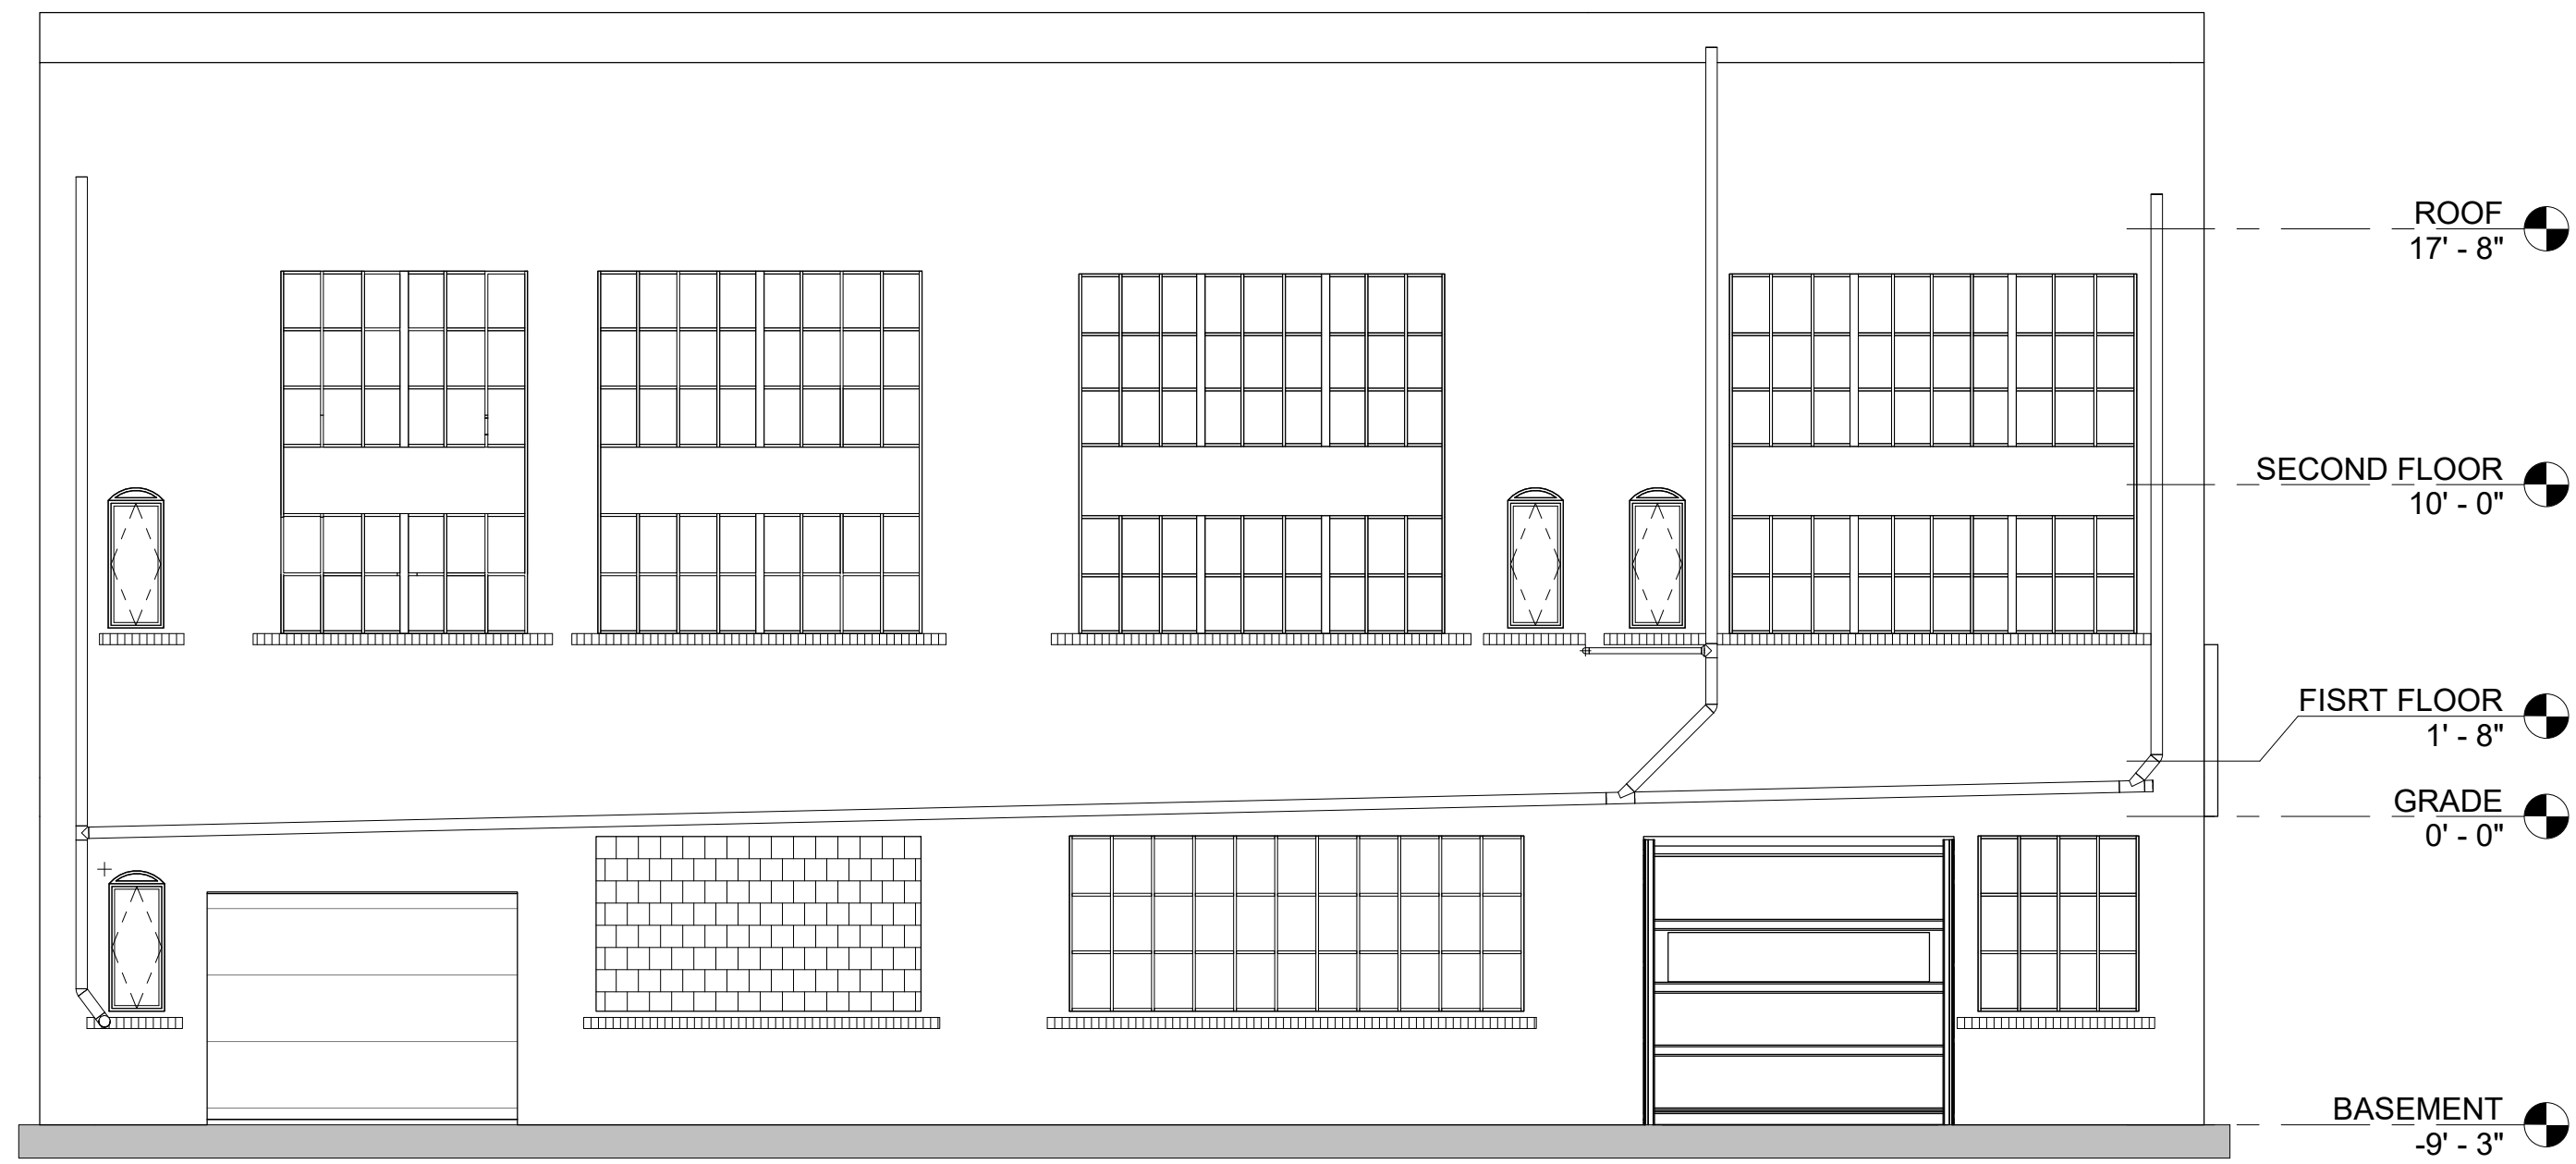 ROOF
17' - 8"
SECOND FLOOR
10' - 0"
FISRT FLOOR
1' - 8"
GRADE
0' - 0"
BASEMENT
-9' - 3"